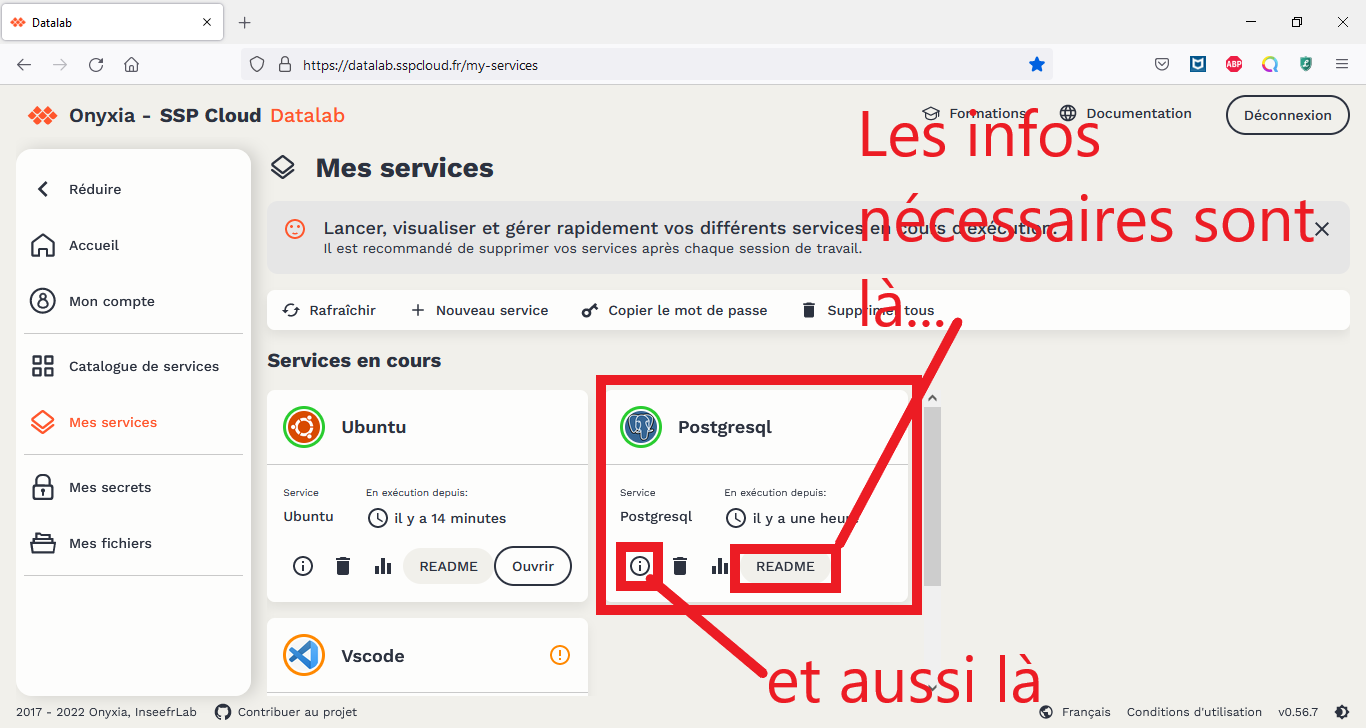 Datalab
https://datalab.sspcloud.fr/my-services
ABP
Onyxia - SSP Cloud Datalab
Formations
Documentation
Déconnexion
Les infos
nécessaires sont
là...
Réduire
Accueil
Mon compte
Catalogue de services
Mes services
Mes secrets
Mes fichiers
Mes services
Lancer, visualiser et gérer rapidement vos différents services en cours d'exécution.
Il est recommandé de supprimer vos services après chaque session de travail.
Rafraîchir
Nouveau service
Copier le mot de passe
Supprimer tous
Services en cours
Ubuntu
Service
En exécution depuis:
Ubuntu
il y a 14 minutes
README
Ouvrir
Postgresql
Service
En exécution depuis:
Postgresql
il y a une heure
README
Vscode
et aussi là
2017 - 2022 Onyxia, InseefrLab
Contribuer au projet
Français
Conditions d'utilisation
v0.56.7